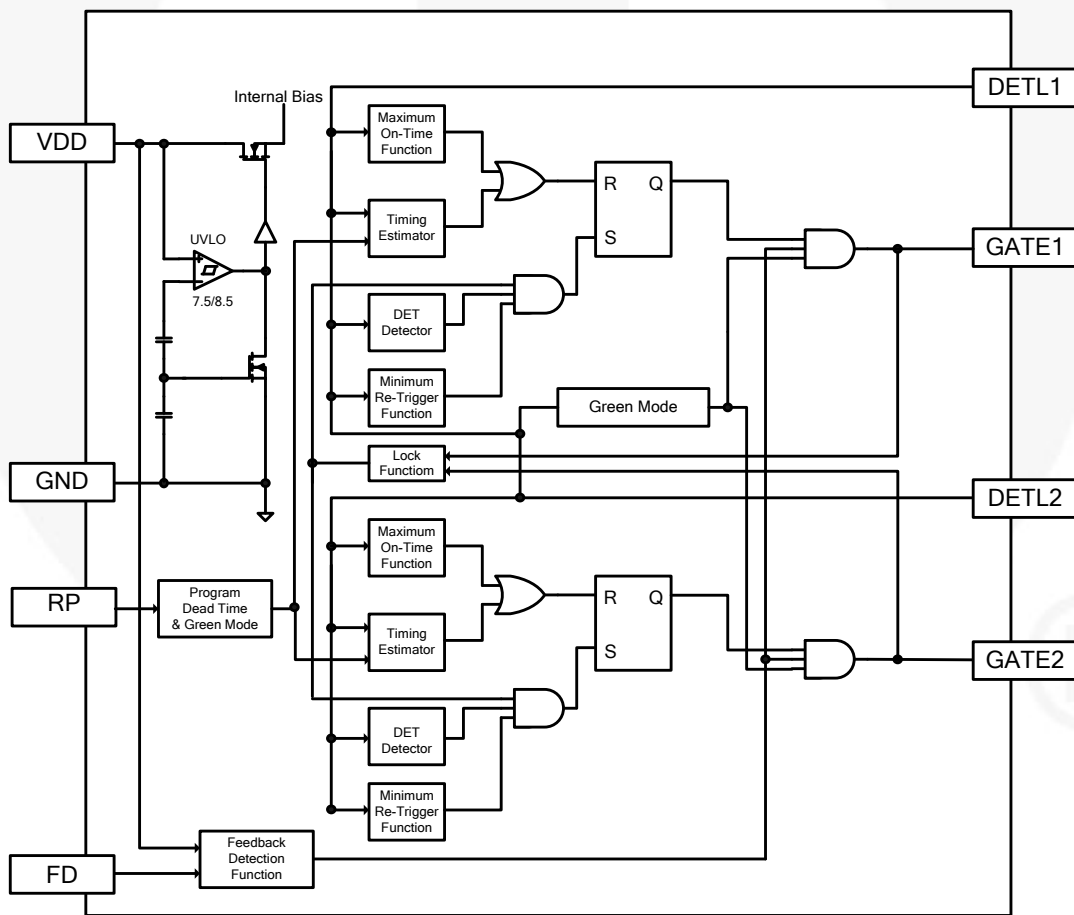 DETL1
Internal Bias
VDD
Maximum
On-Time
Function
R
Q
S
Timing
Estimator
UVLO
+
−
7.5/8.5
GATE1
DET
Detector
Minimum
Re-Trigger
Function
Green Mode
Lock
Functiom
GND
DETL2
Maximum
On-Time
Function
RP
Program
Dead Time
& Green Mode
R
Q
S
Timing
Estimator
GATE2
DET
Detector
Minimum
Re-Trigger
Function
FD
Feedback
Detection
Function